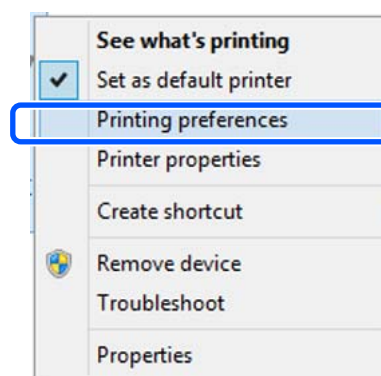 See what's printing
Set as default printer
Printing preferences
Printer properties
Create shortcut
Remove device
Troubleshoot
Properties